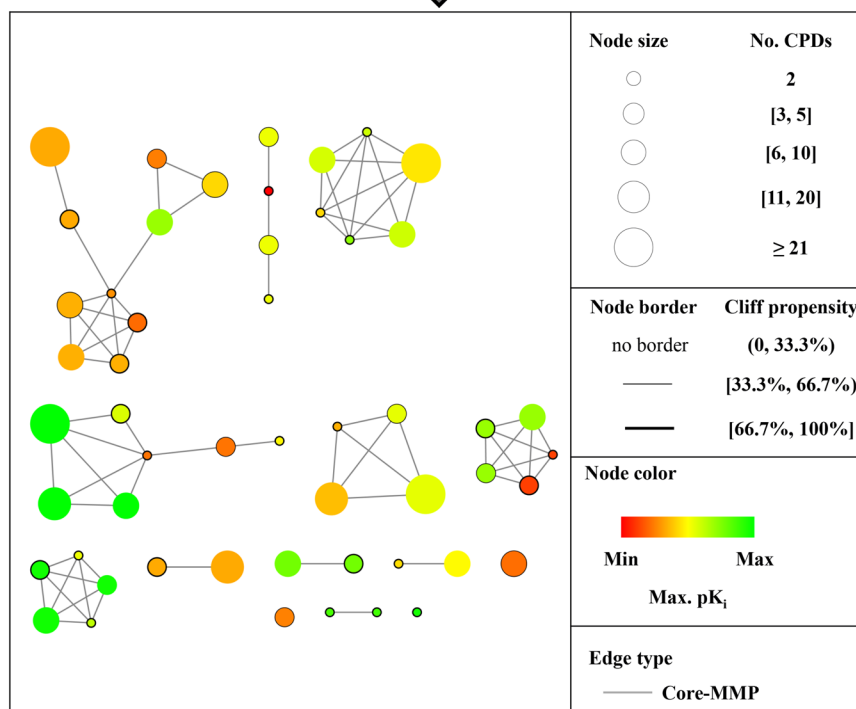 Node size No. CPDs
2
[3, 5]
[6, 10]
[11, 20]
≥ 21
Node border Cliff propensity
no border (0, 33.3%)
[33.3%, 66.7%)
[66.7%, 100%]
Node color
Min Max
Max. pKi
Edge type
Core-MMP